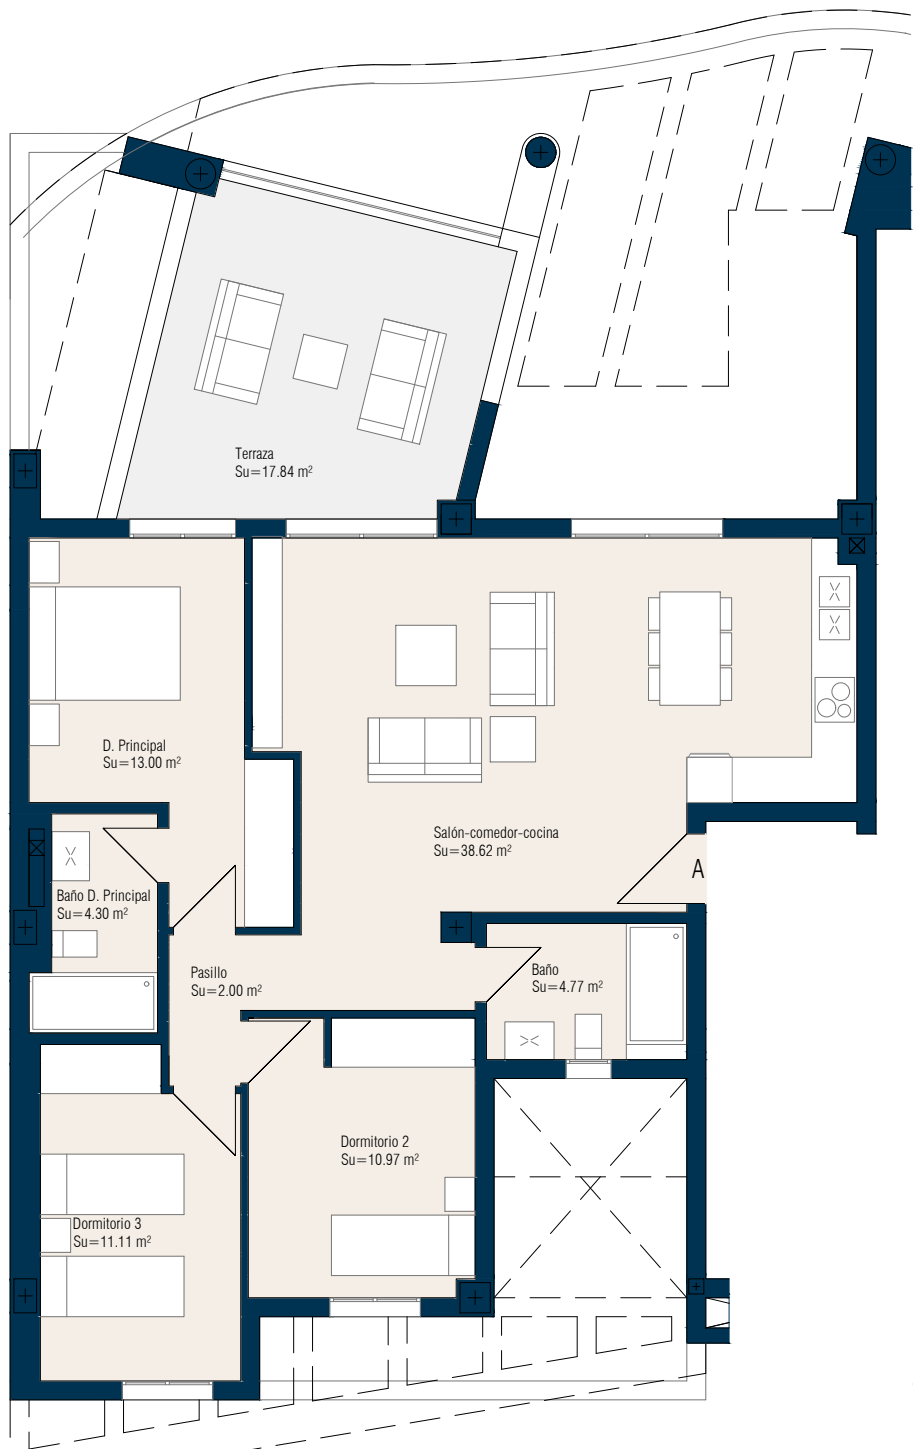 Terraza
Su=17.84 m²
D. Principal
Su=13.00 m²
Salón-comedor-cocina
Su=38.62 m²
A
Baño D. Principal
Su=4.30 m²
Pasillo
Su=2.00 m²
Baño
Su=4.77 m²
Dormitorio 2
Su=10.97 m²
Dormitorio 3
Su=11.11 m²